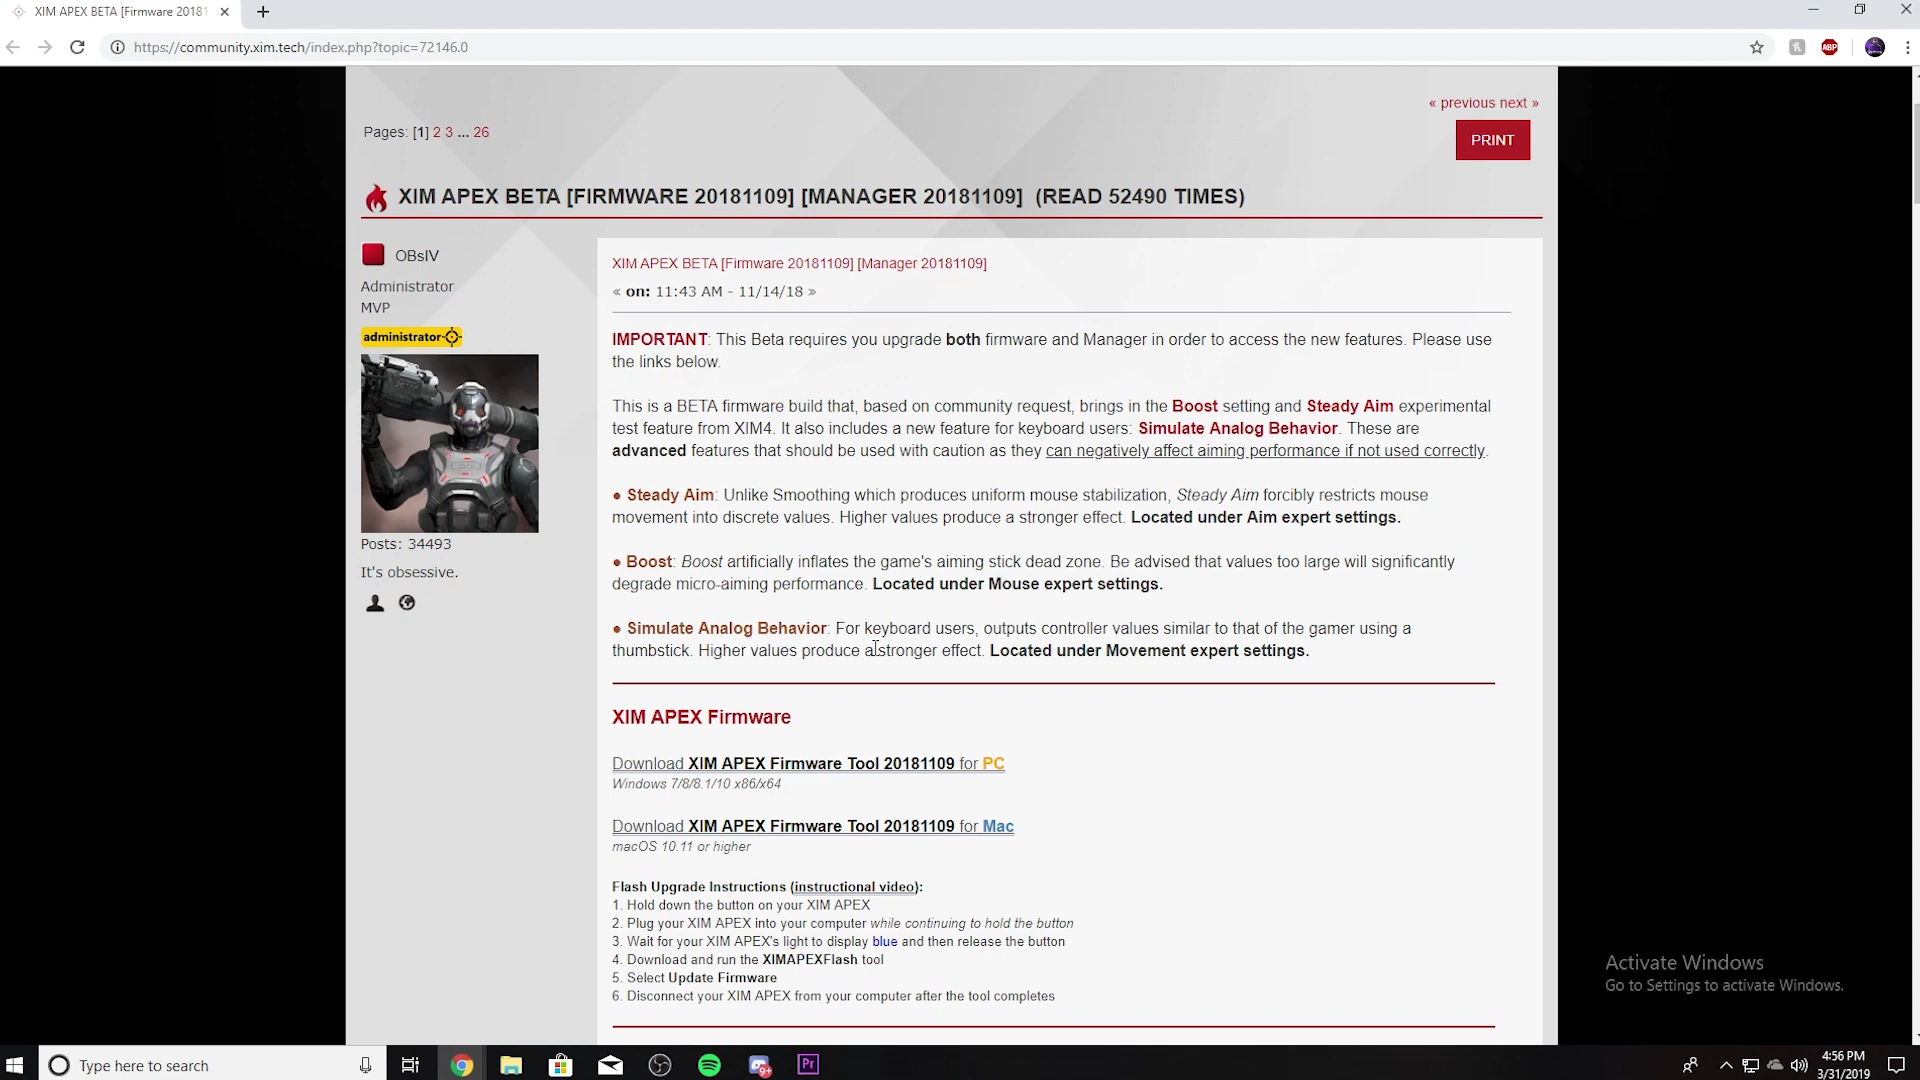 XIM APEX BETA [Firmware 20181
https://community.xim.tech/index.php?topic=72146.0
ABP
« previous next »
Pages: [1] 2 3 ... 26
PRINT
XIM APEX BETA [FIRMWARE 20181109] [MANAGER 20181109]  (READ 52490 TIMES)
OBsIV
Administrator
MVP
administrator
Posts: 34493
It's obsessive.
XIM APEX BETA [Firmware 20181109] [Manager 20181109]
« on: 11:43 AM - 11/14/18 »
IMPORTANT: This Beta requires you upgrade both firmware and Manager in order to access the new features. Please use
the links below.
This is a BETA firmware build that, based on community request, brings in the Boost setting and Steady Aim experimental
test feature from XIM4. It also includes a new feature for keyboard users: Simulate Analog Behavior. These are
advanced features that should be used with caution as they can negatively affect aiming performance if not used correctly.
● Steady Aim: Unlike Smoothing which produces uniform mouse stabilization, Steady Aim forcibly restricts mouse
movement into discrete values. Higher values produce a stronger effect. Located under Aim expert settings.
● Boost: Boost artificially inflates the game's aiming stick dead zone. Be advised that values too large will significantly
degrade micro-aiming performance. Located under Mouse expert settings.
● Simulate Analog Behavior: For keyboard users, outputs controller values similar to that of the gamer using a
thumbstick. Higher values produce a stronger effect. Located under Movement expert settings.
XIM APEX Firmware
Download XIM APEX Firmware Tool 20181109 for PC
Windows 7/8/8.1/10 x86/x64
Download XIM APEX Firmware Tool 20181109 for Mac
macOS 10.11 or higher
Flash Upgrade Instructions (instructional video):
1. Hold down the button on your XIM APEX
2. Plug your XIM APEX into your computer while continuing to hold the button
3. Wait for your XIM APEX's light to display blue and then release the button
4. Download and run the XIMAPEXFlash tool
5. Select Update Firmware
6. Disconnect your XIM APEX from your computer after the tool completes
Activate Windows
Go to Settings to activate Windows.
Type here to search
9+
Pr
4:56 PM
3/31/2019